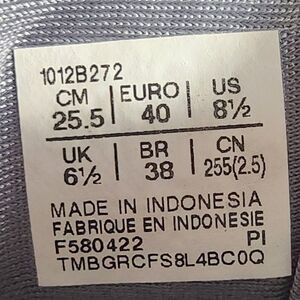 1012B272
CM | EURO | US
25.5 | 40 | 8½
UK | BR | CN
6½ | 38 | 255(2.5)
MADE IN INDONESIA
FABRIQUE EN INDONESIE
F580422 PI
TMBGRCFS8L4BC0Q